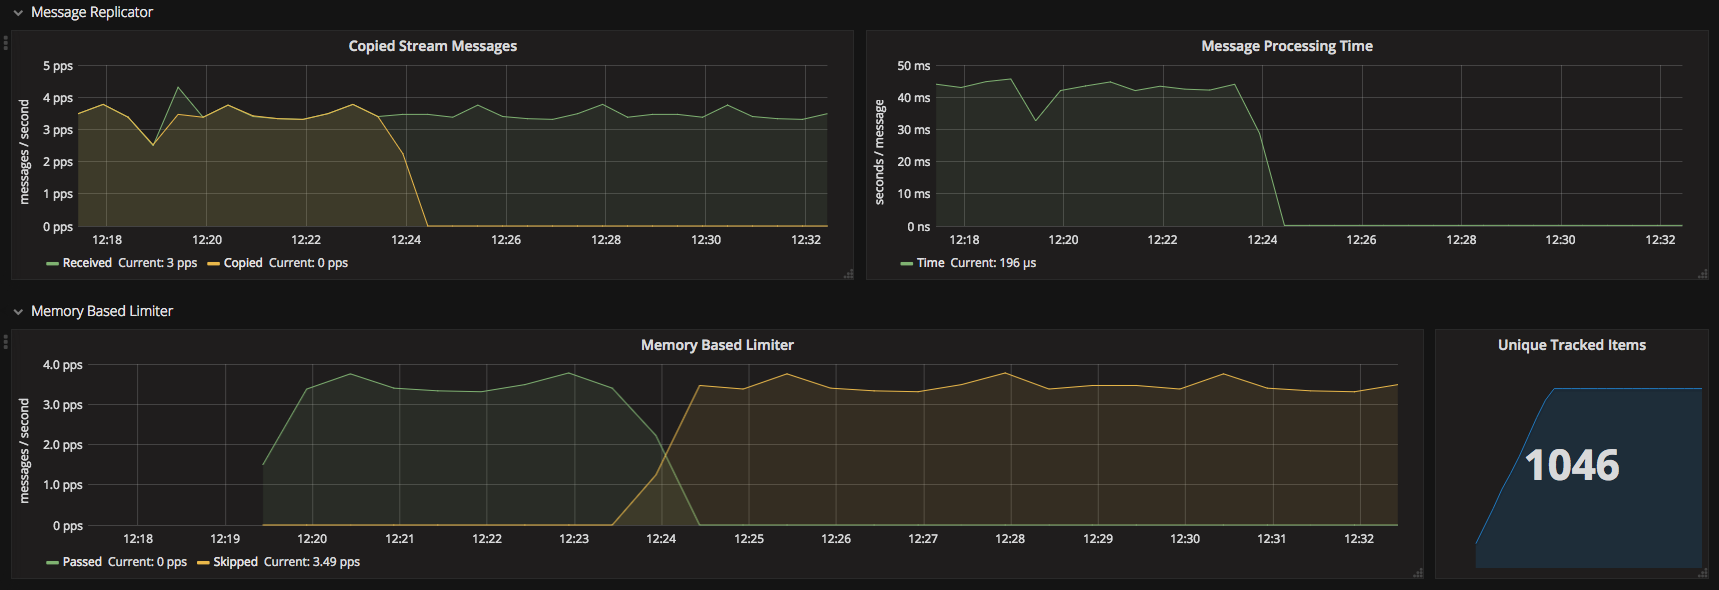 Message Replicator
Copied Stream Messages
messages / second
5 pps
4 pps
3 pps
2 pps
1 pps
0 pps
12:18 12:20 12:22 12:24 12:26 12:28 12:30 12:32
Received Current: 3 pps Copied Current: 0 pps
Message Processing Time
seconds / message
50 ms
40 ms
30 ms
20 ms
10 ms
0 ns
12:18 12:20 12:22 12:24 12:26 12:28 12:30 12:32
Time Current: 196 µs
Memory Based Limiter
Memory Based Limiter
messages / second
4.0 pps
3.0 pps
2.0 pps
1.0 pps
0 pps
12:18 12:19 12:20 12:21 12:22 12:23 12:24 12:25 12:26 12:27 12:28 12:29 12:30 12:31 12:32
Passed Current: 0 pps Skipped Current: 3.49 pps
Unique Tracked Items
1046